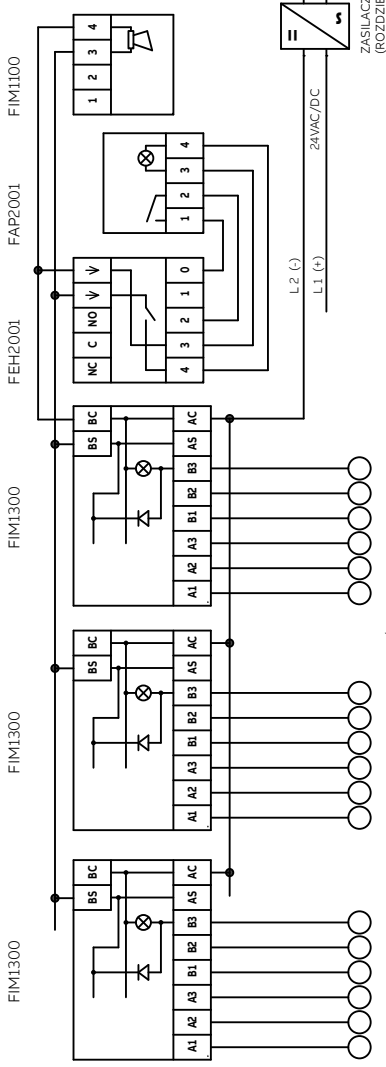 FIM1300 FIM1300 FIM1300 FEH2001 FAP2001 FIM1100
BS BC BS BC BS BC NC C NO 1 2 3 4
A1 A2 A3 B1 B2 B3 AS AC A1 A2 A3 B1 B2 B3 AS AC A1 A2 A3 B1 B2 B3 AS AC 4 3 2 1 0 1 2 3 4
L2 (-)
24VAC/DC
L1 (+)
ZASILACZ